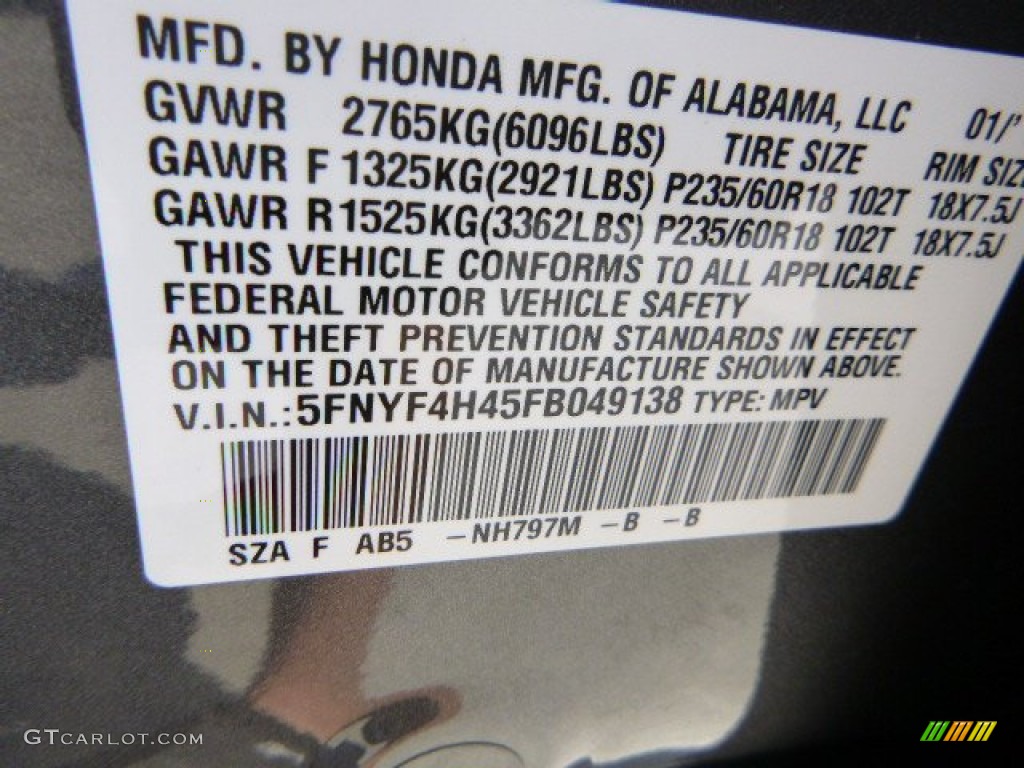 MFD. BY HONDA MFG. OF ALABAMA, LLC 01/'
GVWR 2765KG(6096LBS) TIRE SIZE RIM SIZE
GAWR F 1325KG(2921LBS) P235/60R18 102T 18X7.5J
GAWR R 1525KG(3362LBS) P235/60R18 102T 18X7.5J
THIS VEHICLE CONFORMS TO ALL APPLICABLE
FEDERAL MOTOR VEHICLE SAFETY
AND THEFT PREVENTION STANDARDS IN EFFECT
ON THE DATE OF MANUFACTURE SHOWN ABOVE.
V.I.N.: 5FNYF4H45FB049138 TYPE: MPV
SZA F AB5 –NH797M –B –B
GTCARLOT.COM